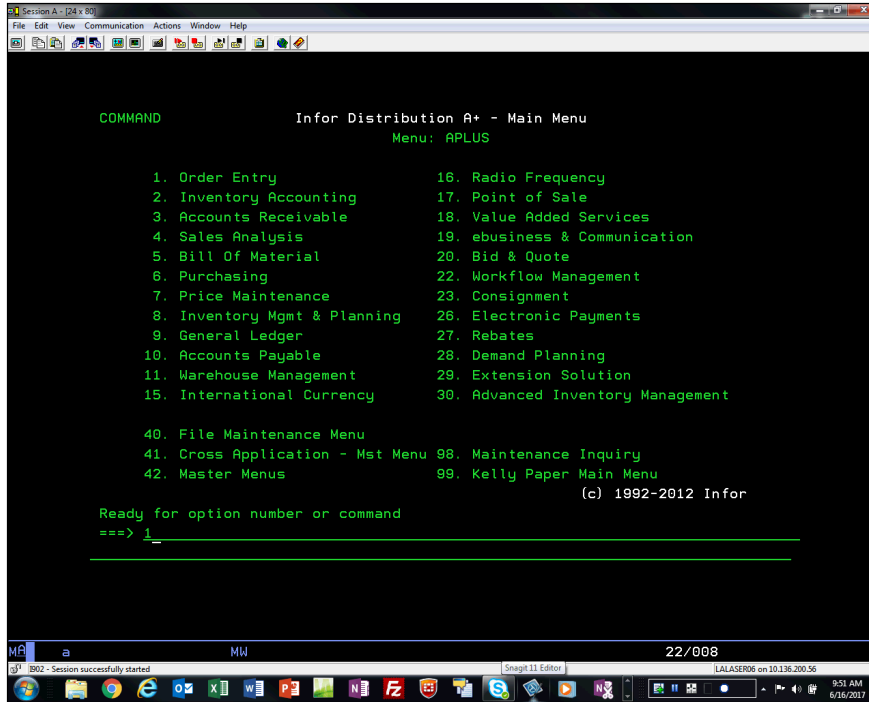 Session A - [24 x 80]
File Edit View Communication Actions Window Help
COMMAND Infor Distribution A+ - Main Menu
Menu: APLUS
1. Order Entry 16. Radio Frequency
2. Inventory Accounting 17. Point of Sale
3. Accounts Receivable 18. Value Added Services
4. Sales Analysis 19. ebusiness & Communication
5. Bill Of Material 20. Bid & Quote
6. Purchasing 22. Workflow Management
7. Price Maintenance 23. Consignment
8. Inventory Mgmt & Planning 26. Electronic Payments
9. General Ledger 27. Rebates
10. Accounts Payable 28. Demand Planning
11. Warehouse Management 29. Extension Solution
15. International Currency 30. Advanced Inventory Management
40. File Maintenance Menu
41. Cross Application - Mst Menu 98. Maintenance Inquiry
42. Master Menus 99. Kelly Paper Main Menu
(c) 1992-2012 Infor
Ready for option number or command
===> 1
MA a MW 22/008
I902 - Session successfully started Snagit 11 Editor LALASER06 on 10.136.200.56
9:51 AM
6/16/2017